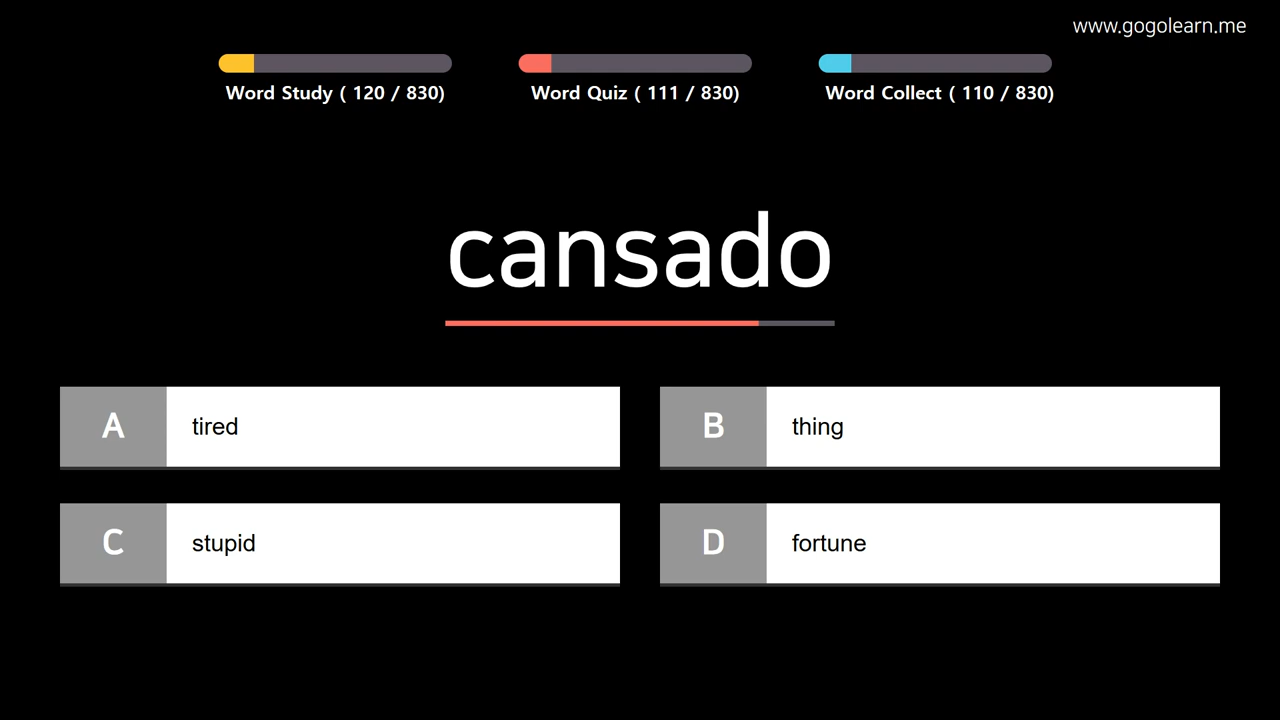 www.gogolearn.me
Word Study ( 120 / 830)
Word Quiz ( 111 / 830)
Word Collect ( 110 / 830)
cansado
A tired
B thing
C stupid
D fortune